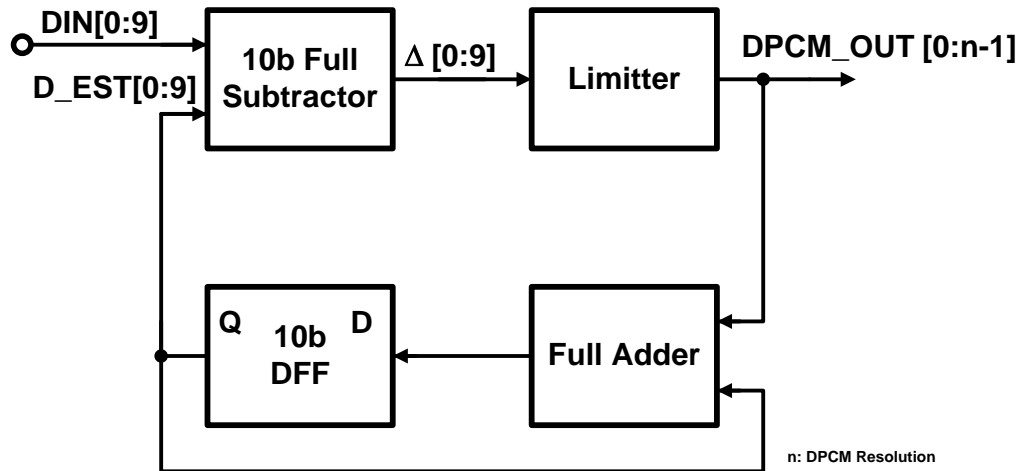 DIN[0:9]
D_EST[0:9]
10b Full
Subtractor
Δ [0:9]
Limitter
DPCM_OUT [0:n-1]
Q
D
10b
DFF
Full Adder
n: DPCM Resolution